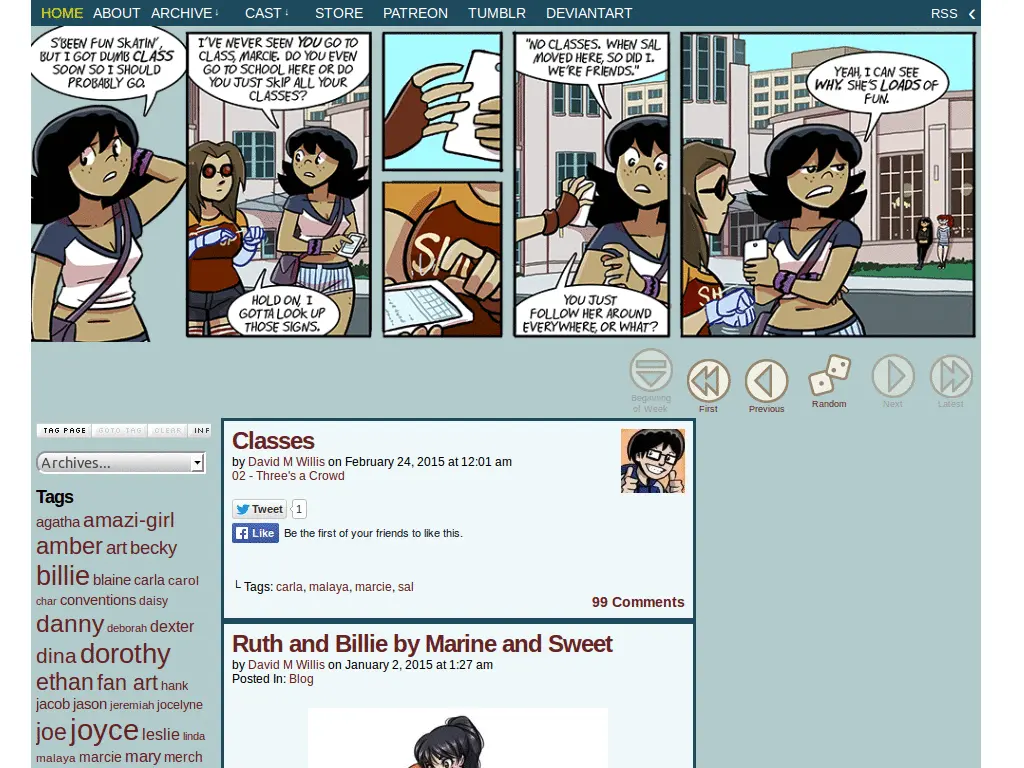 HOME ABOUT ARCHIVE↓ CAST↓ STORE PATREON TUMBLR DEVIANTART RSS
S'BEEN FUN SKATIN',
BUT I GOT DUMB CLASS
SOON SO I SHOULD
PROBABLY GO.
I'VE NEVER SEEN YOU GO TO
CLASS, MARCIE. DO YOU EVEN
GO TO SCHOOL HERE OR DO
YOU JUST SKIP ALL YOUR
CLASSES?
HOLD ON, I
GOTTA LOOK UP
THOSE SIGNS.
"NO CLASSES. WHEN SAL
MOVED HERE, SO DID I.
WE'RE FRIENDS."
YOU JUST
FOLLOW HER AROUND
EVERYWHERE, OR WHAT?
YEAH, I CAN SEE
WHY. SHE'S LOADS OF
FUN.
SH
Beginning
of Week
First
Previous
Random
Next
Latest
TAG PAGE GOTO TAG CLEAR INF
Archives...
Tags
agatha amazi-girl
amber art becky
billie blaine carla carol
char conventions daisy
danny deborah dexter
dina dorothy
ethan fan art hank
jacob jason jeremiah jocelyne
joe joyce leslie linda
malaya marcie mary merch
Classes
by David M Willis on February 24, 2015 at 12:01 am
02 - Three's a Crowd
Tweet 1
Like Be the first of your friends to like this.
└ Tags: carla, malaya, marcie, sal
99 Comments
Ruth and Billie by Marine and Sweet
by David M Willis on January 2, 2015 at 1:27 am
Posted In: Blog